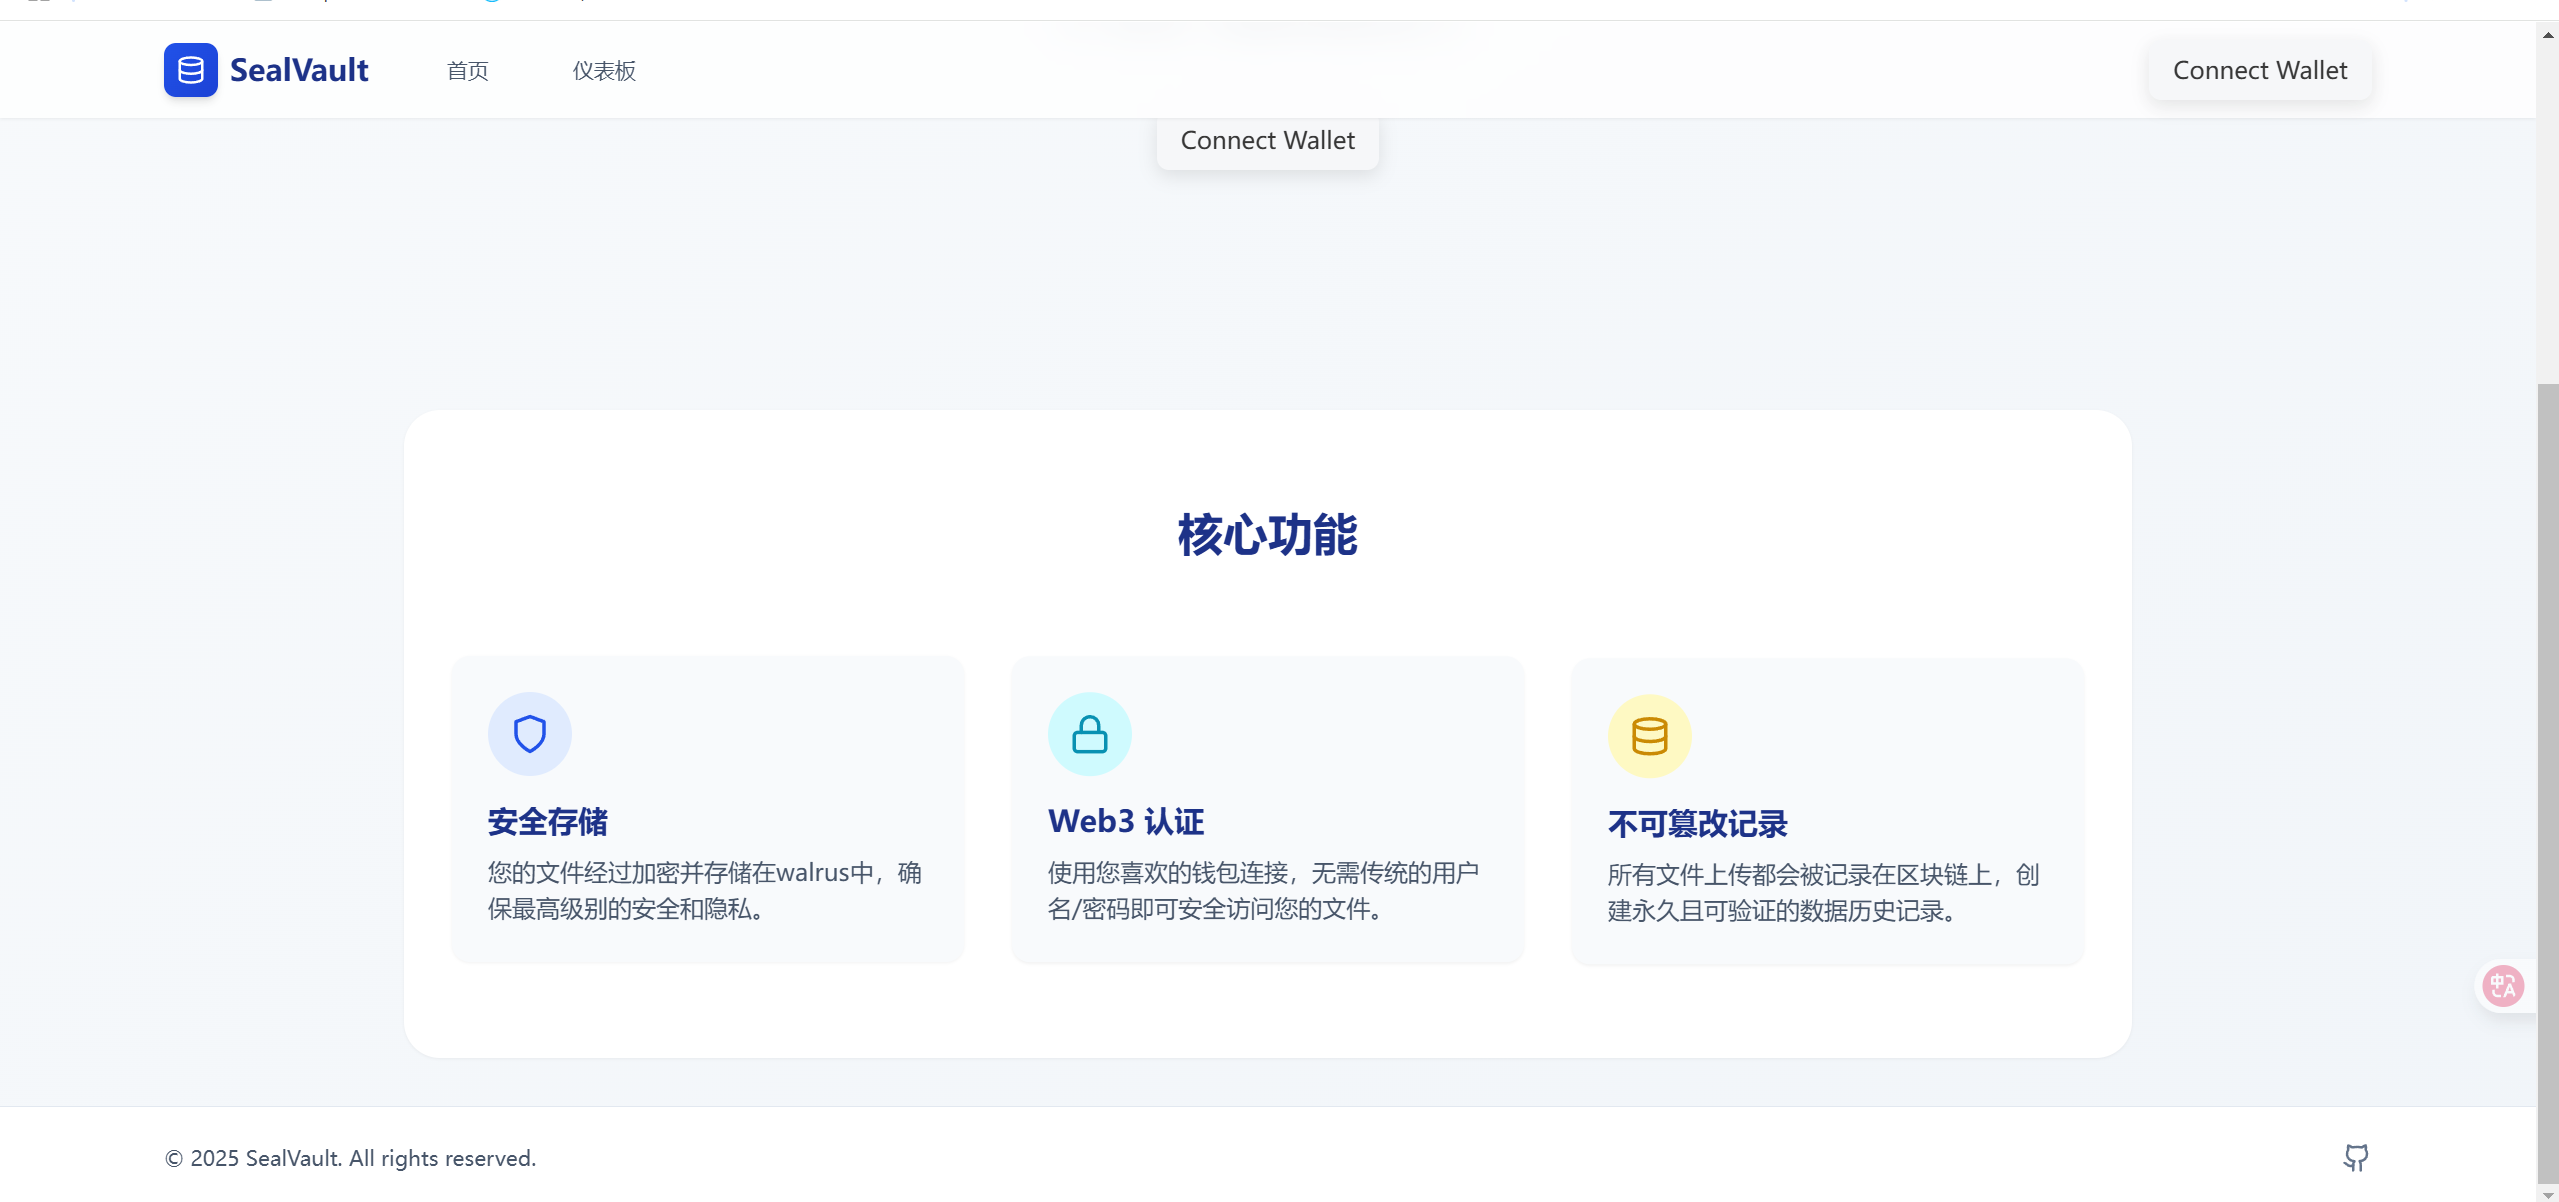 SealVault
首页
仪表板
Connect Wallet
Connect Wallet
核心功能
安全存储
您的文件经过加密并存储在walrus中，确
保最高级别的安全和隐私。
Web3 认证
使用您喜欢的钱包连接，无需传统的用户
名/密码即可安全访问您的文件。
不可篡改记录
所有文件上传都会被记录在区块链上，创
建永久且可验证的数据历史记录。
中A
© 2025 SealVault. All rights reserved.